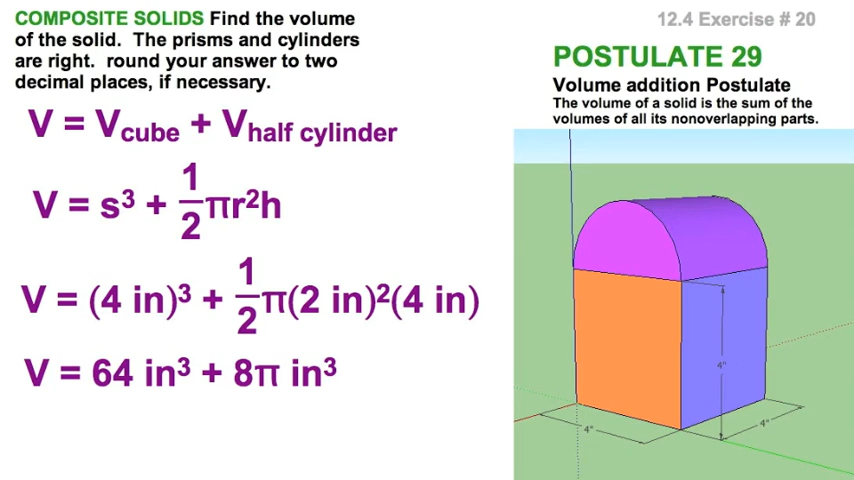 COMPOSITE SOLIDS Find the volume
of the solid. The prisms and cylinders
are right. round your answer to two
decimal places, if necessary.
V = Vcube + Vhalf cylinder
V = s³ + 1/2 πr²h
V = (4 in)³ + 1/2 π(2 in)²(4 in)
V = 64 in³ + 8π in³
12.4 Exercise # 20
POSTULATE 29
Volume addition Postulate
The volume of a solid is the sum of the
volumes of all its nonoverlapping parts.
4"
4"
4"